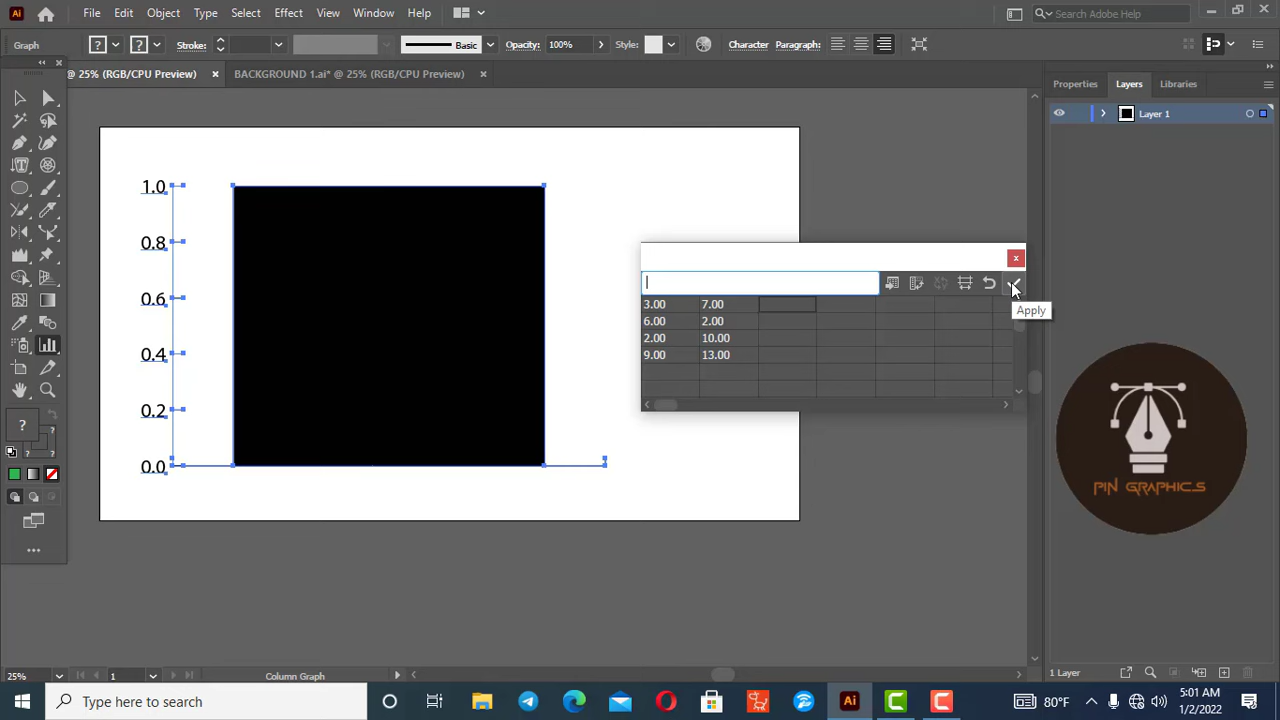 Ai File Edit Object Type Select Effect View Window Help Search Adobe Help
Graph ? ? Stroke: Basic Opacity: 100% Style: Character Paragraph:
@ 25% (RGB/CPU Preview) × BACKGROUND 1.ai* @ 25% (RGB/CPU Preview) ×
Properties Layers Libraries
Layer 1
1.0
0.8
0.6
0.4
0.2
0.0
3.00 7.00
6.00 2.00
2.00 10.00
9.00 13.00
Apply
?
PIN GRAPHICS
25% 1 Column Graph 1 Layer
Type here to search Ai 80°F 5:01 AM
1/2/2022